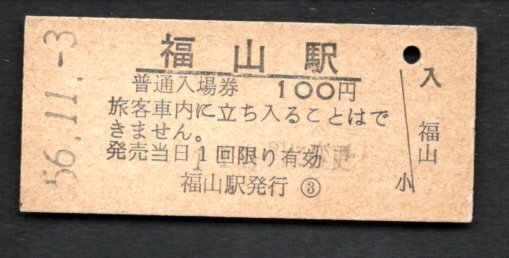 56.11.-3
福山駅
普通入場券 100円
旅客車内に立ち入ることはで
きません。
発売当日1回限り有効
福山駅発行 ③
入
福山
小